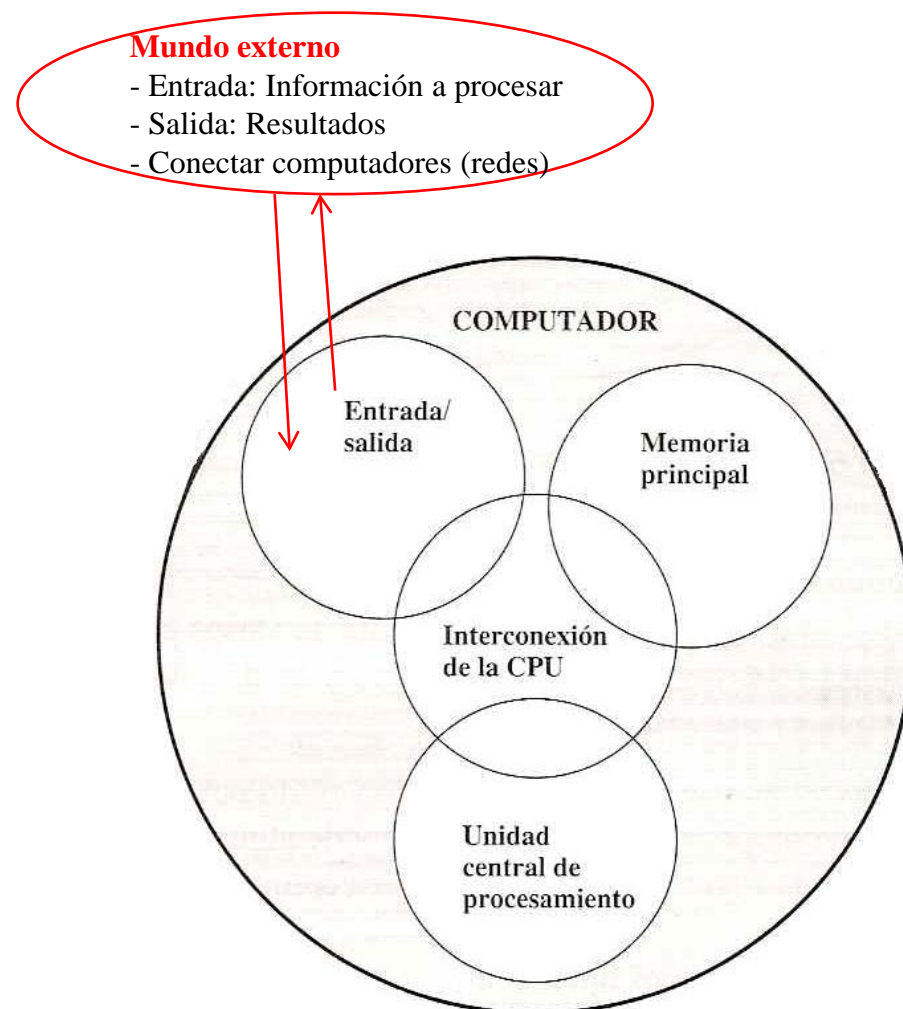 Mundo externo
- Entrada: Información a procesar
- Salida: Resultados
- Conectar computadores (redes)
COMPUTADOR
Entrada/
salida
Memoria
principal
Interconexión
de la CPU
Unidad
central de
procesamiento